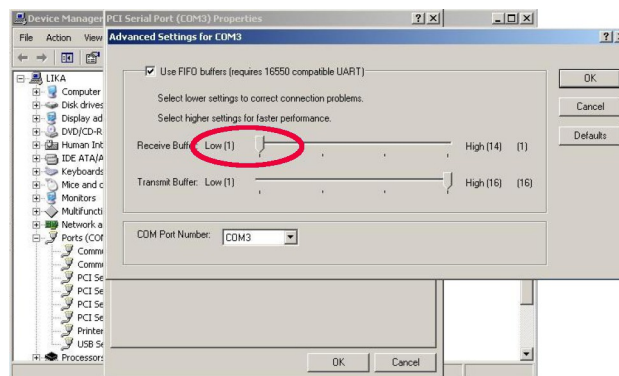 Device Manager
PCI Serial Port (COM3) Properties
File Action View
Advanced Settings for COM3
Use FIFO buffers (requires 16550 compatible UART)
OK
Select lower settings to correct connection problems.
Cancel
Select higher settings for faster performance.
Defaults
Receive Buffer: Low (1) High (14) (1)
Transmit Buffer: Low (1) High (16) (16)
COM Port Number: COM3
LIKA
Computer
Disk drives
Display ad
DVD/CD-R
Human Int
IDE ATA/A
Keyboards
Mice and o
Monitors
Multifuncti
Network a
Ports (COM
Commu
Commu
PCI Se
PCI Se
PCI Se
PCI Se
Printer
USB Se
Processors
OK Cancel